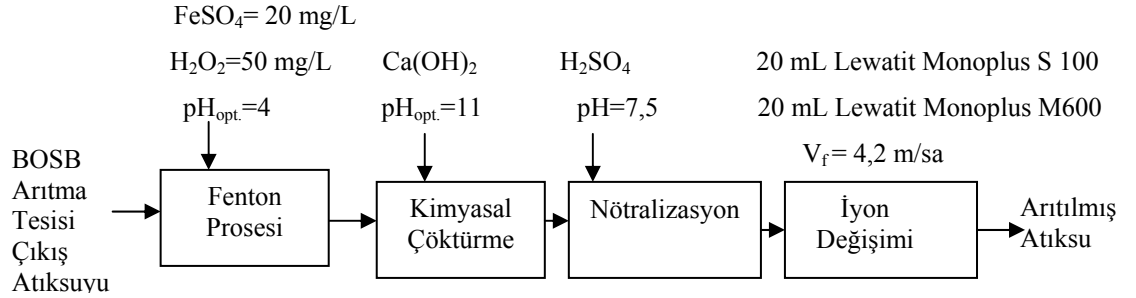 FeSO₄= 20 mg/L
H₂O₂=50 mg/L
pHopt.=4
Ca(OH)₂
pHopt.=11
H₂SO₄
pH=7,5
20 mL Lewatit Monoplus S 100
20 mL Lewatit Monoplus M600
Vf = 4,2 m/sa
BOSB
Arıtma
Tesisi
Çıkış
Atıksuyu
Fenton
Prosesi
Kimyasal
Çöktürme
Nötralizasyon
İyon
Değişimi
Arıtılmış
Atıksu